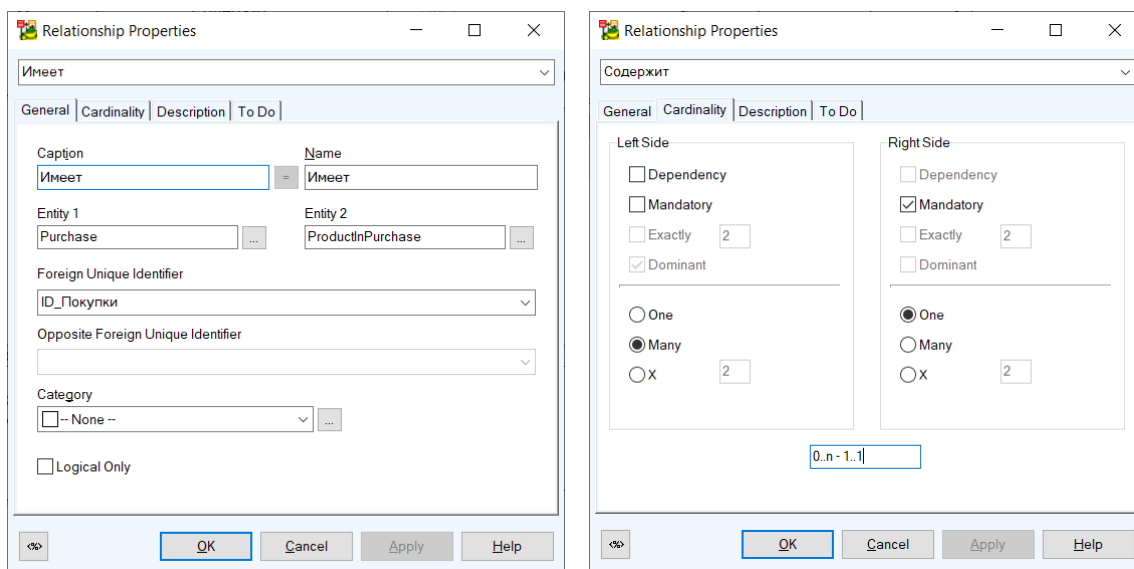 Relationship Properties
Имеет
General Cardinality Description To Do
Caption Name
Имеет = Имеет
Entity 1 Entity 2
Purchase ... ProductInPurchase ...
Foreign Unique Identifier
ID_Покупки
Opposite Foreign Unique Identifier
Category
-- None -- ...
Logical Only
<%> OK Cancel Apply Help
Relationship Properties
Содержит
General Cardinality Description To Do
Left Side Right Side
Dependency Dependency
Mandatory Mandatory
Exactly 2 Exactly 2
Dominant Dominant
One One
Many Many
X 2 X 2
0..n - 1..1
<%> OK Cancel Apply Help